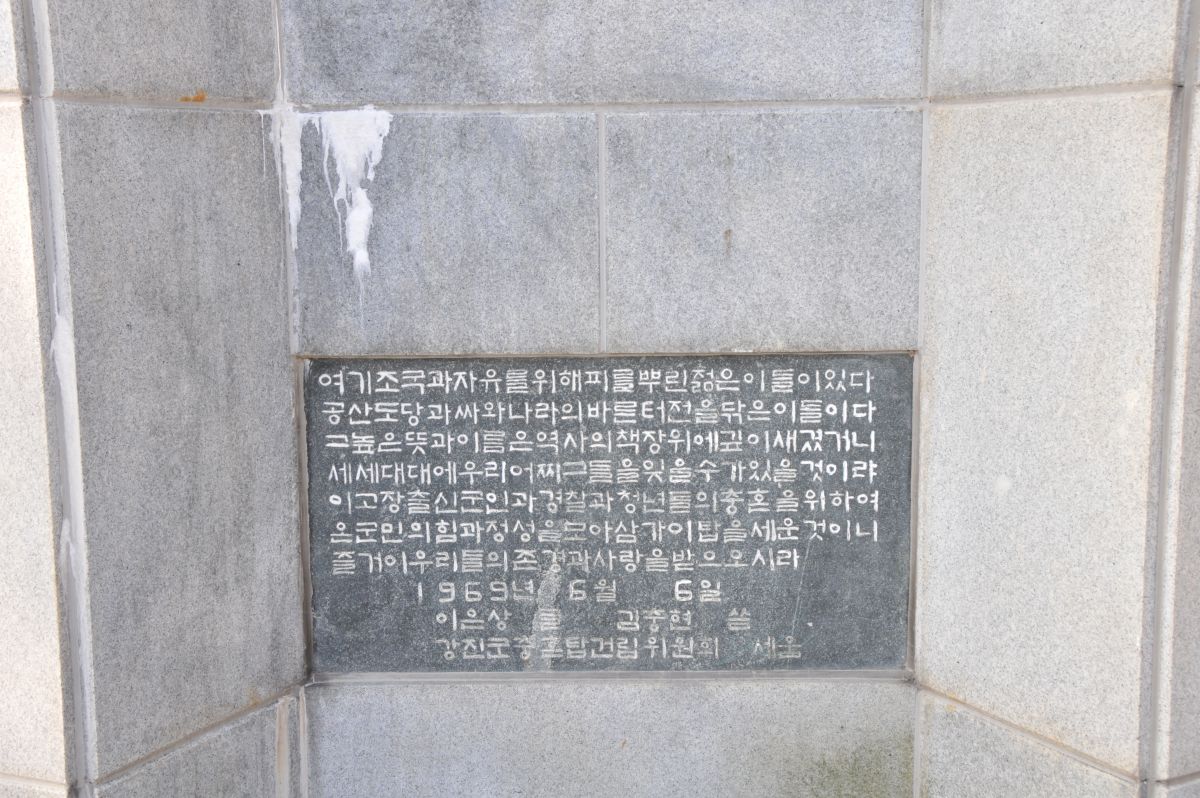 여기조국과자유를위해피를뿌린젊은이들이있다
공산도당과싸와나라의바른터전을닦은이들이다
그높은뜻과이름은역사의책장위에깊이새겼거니
세세대대에우리어찌그들을잊을수가있을것이랴
이고장출신군인과경찰과청년들의충혼을위하여
온군민의힘과정성을모아삼가이탑을세운것이니
즐거이우리들의존경과사랑을받으오시라
1969년 6월 6일
이은상 글 김중현 씀
강진군충혼탑건립위원회 세움